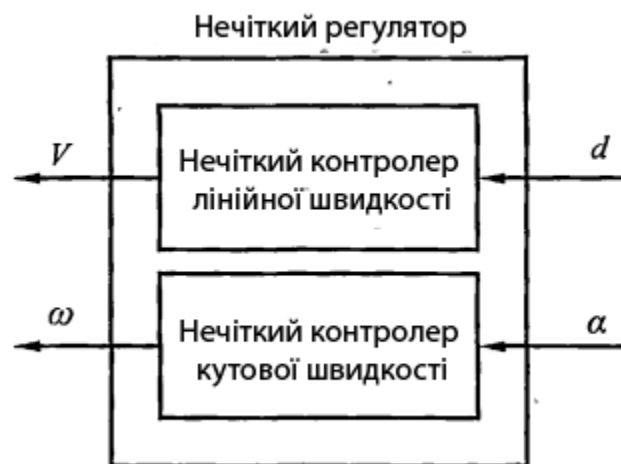 Нечіткий регулятор
V
Нечіткий контролер
лінійної швидкості
d
ω
Нечіткий контролер
кутової швидкості
α